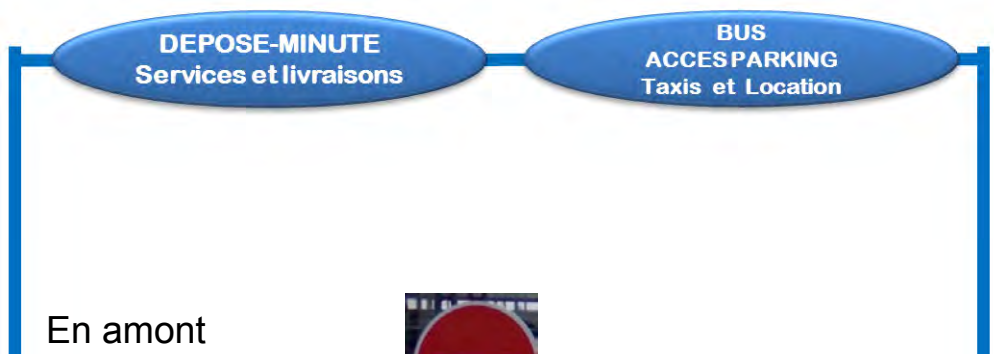 DEPOSE-MINUTE
Services et livraisons
BUS
ACCES PARKING
Taxis et Location
En amont